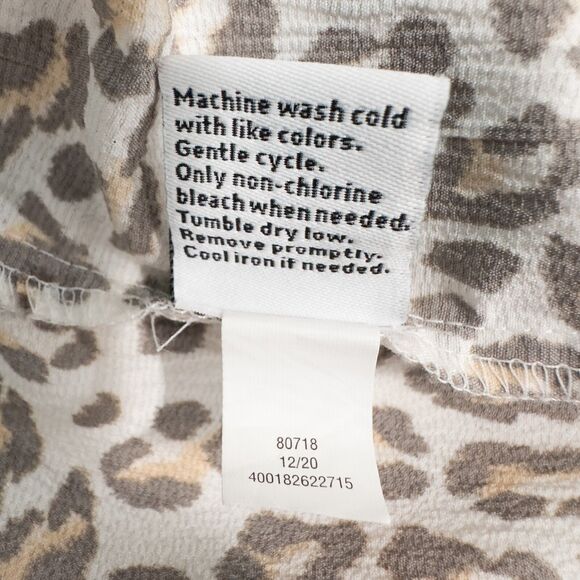 Machine wash cold
with like colors.
Gentle cycle.
Only non-chlorine
bleach when needed.
Tumble dry low.
Remove promptly.
Cool iron if needed.
80718
12/20
400182622715